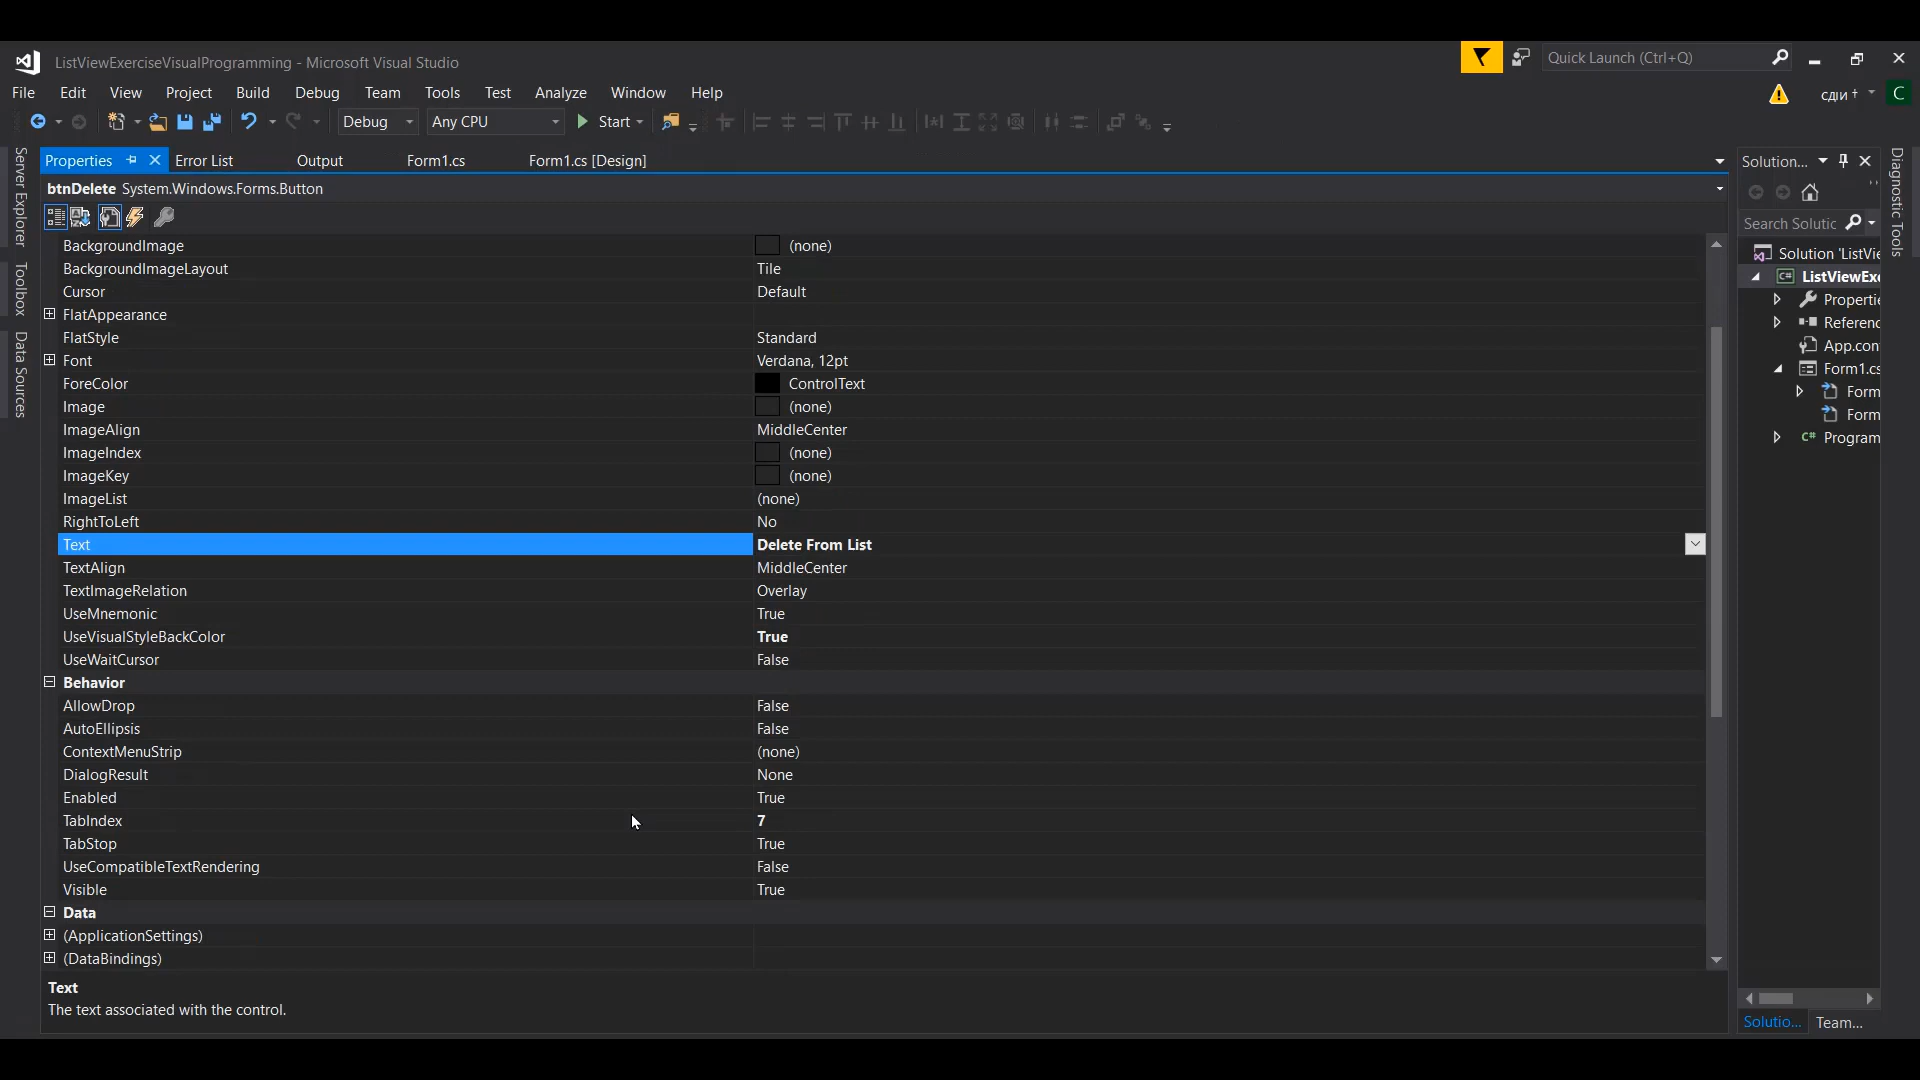 ListViewExerciseVisualProgramming - Microsoft Visual Studio
Quick Launch (Ctrl+Q)
File Edit View Project Build Debug Team Tools Test Analyze Window Help
C
Debug Any CPU Start
Server Explorer
Toolbox
Data Sources
Properties Error List Output Form1.cs Form1.cs [Design]
btnDelete System.Windows.Forms.Button
BackgroundImage (none)
BackgroundImageLayout Tile
Cursor Default
FlatAppearance
FlatStyle Standard
Font Verdana, 12pt
ForeColor ControlText
Image (none)
ImageAlign MiddleCenter
ImageIndex (none)
ImageKey (none)
ImageList (none)
RightToLeft No
Text Delete From List
TextAlign MiddleCenter
TextImageRelation Overlay
UseMnemonic True
UseVisualStyleBackColor True
UseWaitCursor False
Behavior
AllowDrop False
AutoEllipsis False
ContextMenuStrip (none)
DialogResult None
Enabled True
TabIndex 7
TabStop True
UseCompatibleTextRendering False
Visible True
Data
(ApplicationSettings)
(DataBindings)
Text
The text associated with the control.
Solution...
Search Solutic
Solution 'ListVie
C# ListViewExe
Properti
Referenc
App.con
Form1.cs
Form
Form
C# Program
Solutio... Team...
Diagnostic Tools